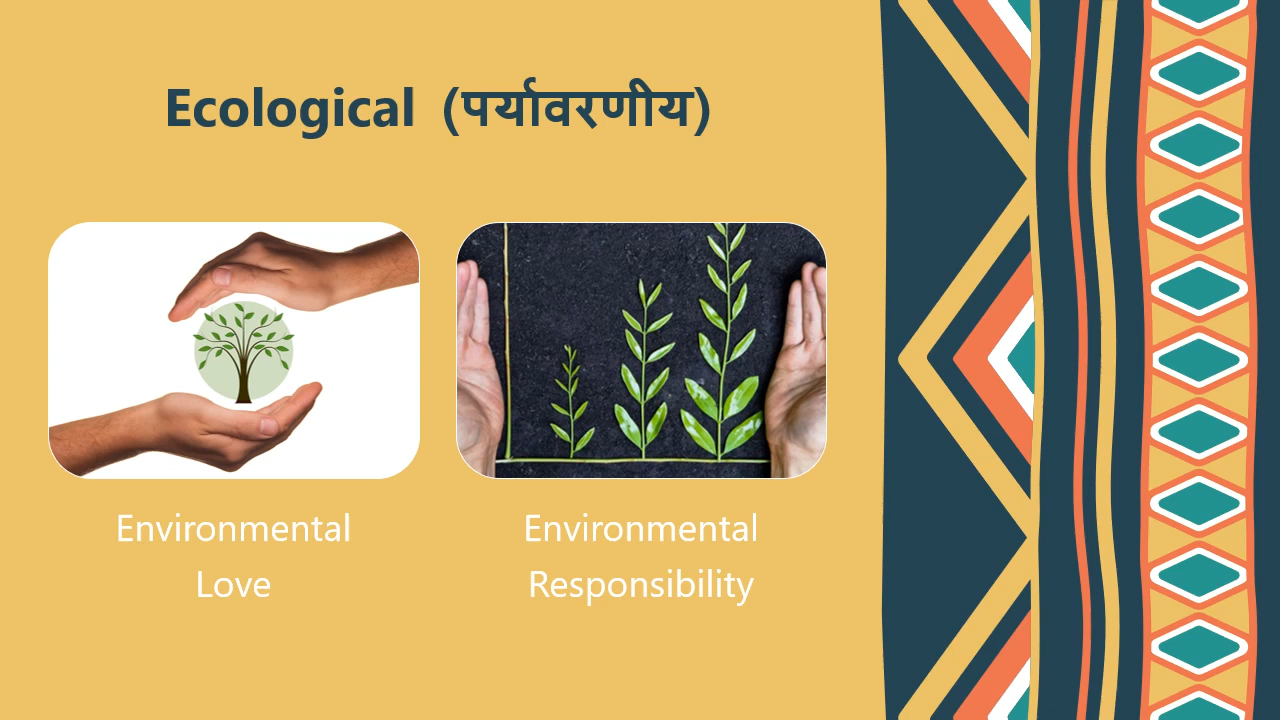 Ecological (पर्यावरणीय)
Environmental
Love
Environmental
Responsibility